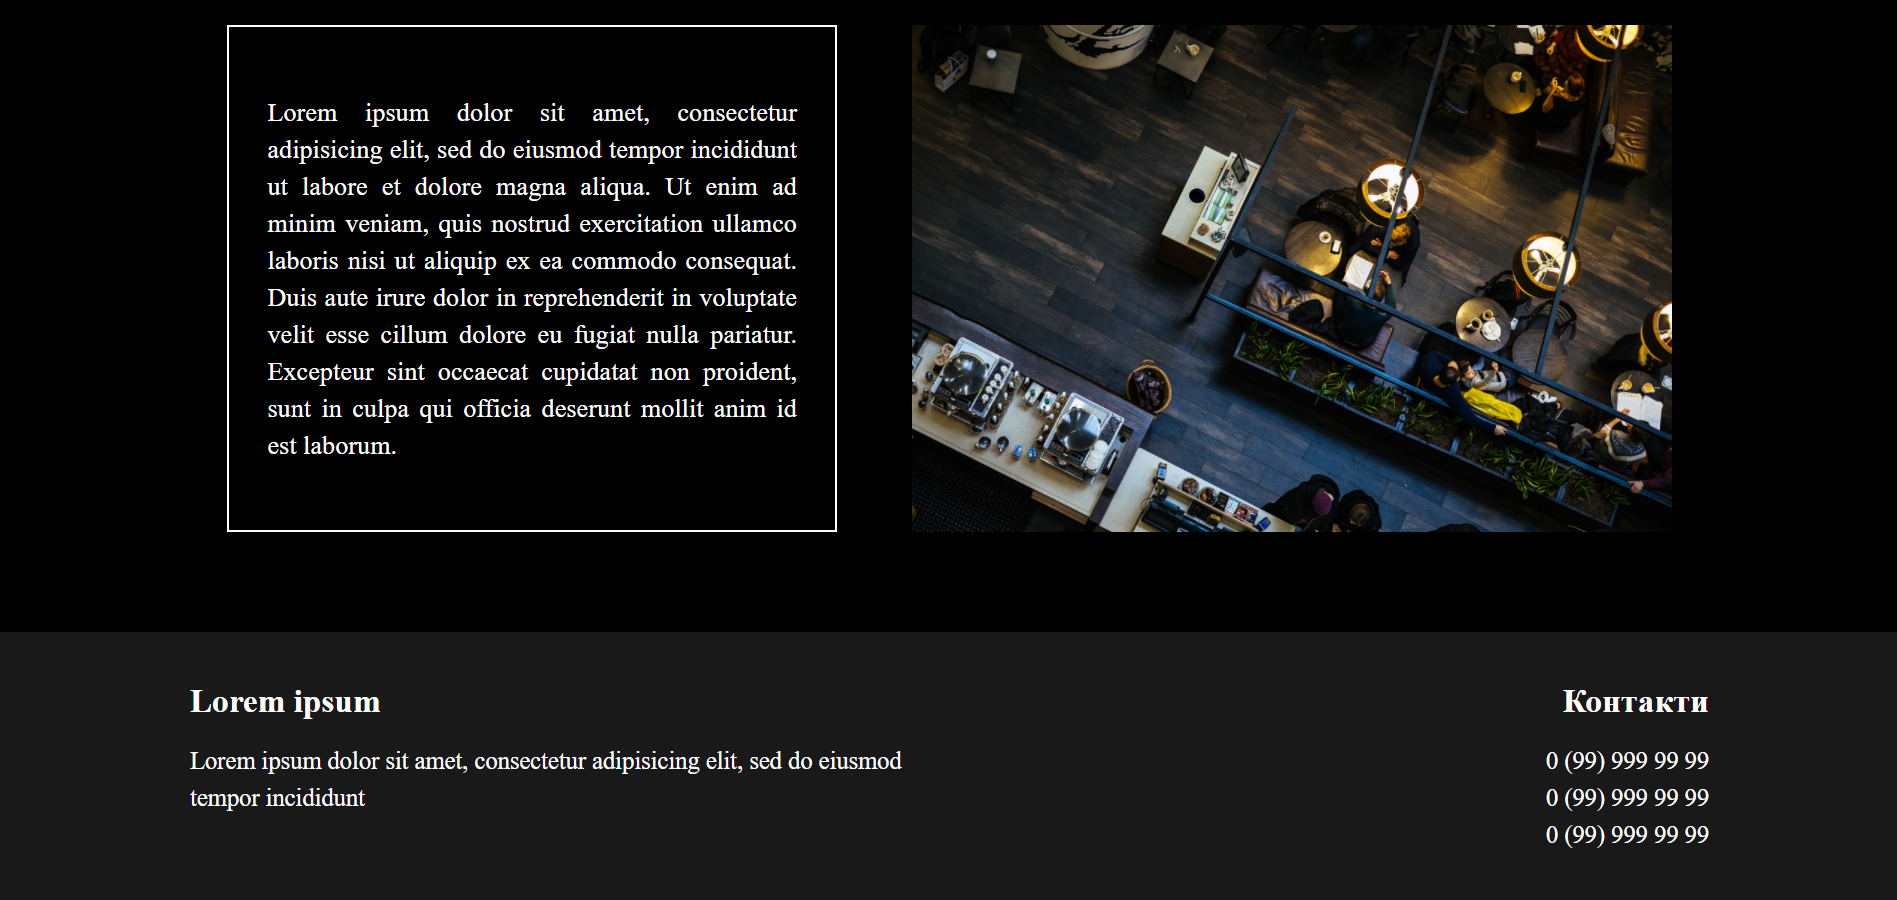 Lorem ipsum dolor sit amet, consectetur
adipisicing elit, sed do eiusmod tempor incididunt
ut labore et dolore magna aliqua. Ut enim ad
minim veniam, quis nostrud exercitation ullamco
laboris nisi ut aliquip ex ea commodo consequat.
Duis aute irure dolor in reprehenderit in voluptate
velit esse cillum dolore eu fugiat nulla pariatur.
Excepteur sint occaecat cupidatat non proident,
sunt in culpa qui officia deserunt mollit anim id
est laborum.
Lorem ipsum
Lorem ipsum dolor sit amet, consectetur adipisicing elit, sed do eiusmod
tempor incididunt
Контакти
0 (99) 999 99 99
0 (99) 999 99 99
0 (99) 999 99 99